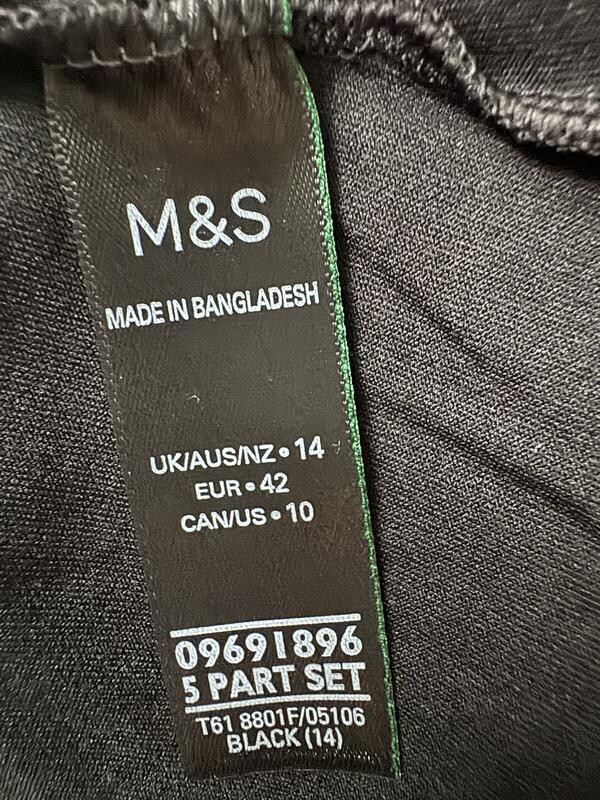 M&S
MADE IN BANGLADESH
UK/AUS/NZ • 14
EUR • 42
CAN/US • 10
09691896
5 PART SET
T61 8801F/05106
BLACK (14)